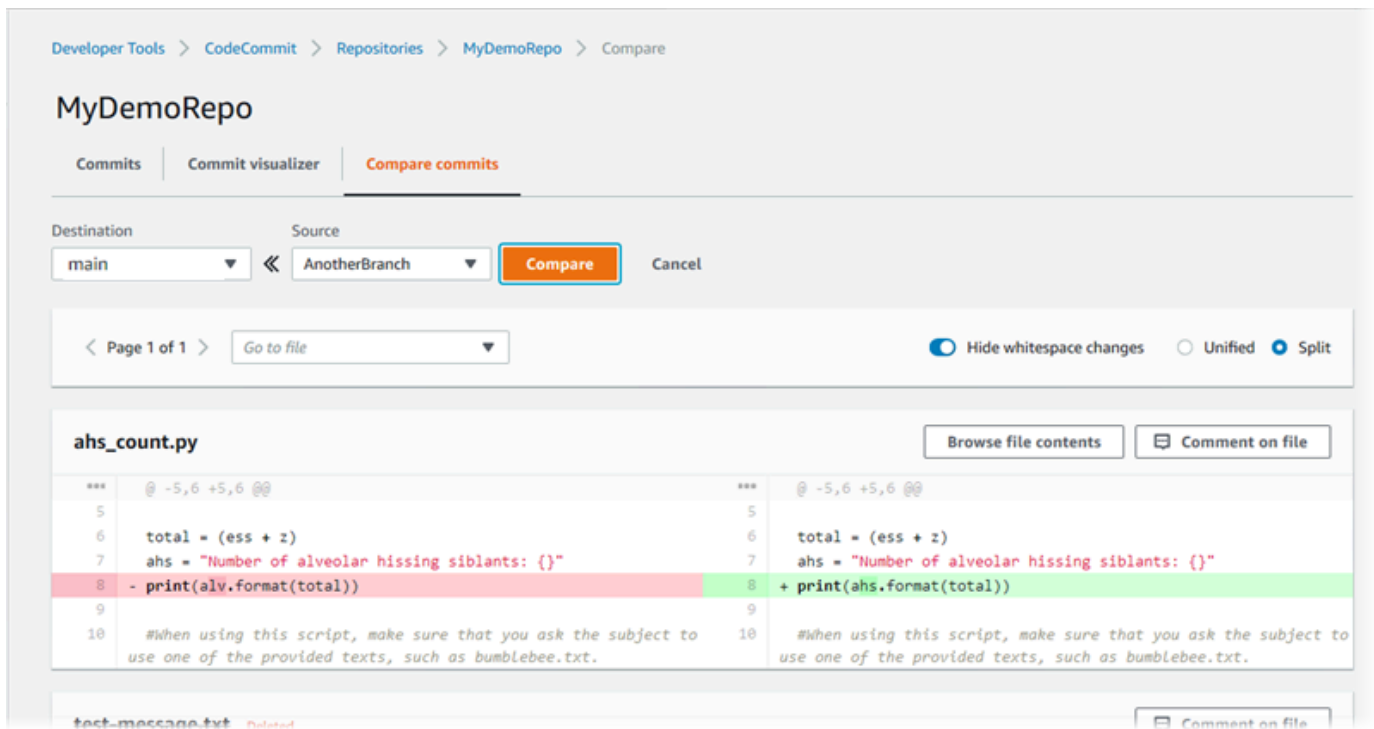 Developer Tools > CodeCommit > Repositories > MyDemoRepo > Compare
MyDemoRepo
Commits Commit visualizer Compare commits
Destination Source
main AnotherBranch Compare Cancel
Page 1 of 1 Go to file Hide whitespace changes Unified Split
ahs_count.py Browse file contents Comment on file
*** @ -5,6 +5,6 @@ *** @ -5,6 +5,6 @@
5 5
6 total = (ess + z) 6 total = (ess + z)
7 ahs = "Number of alveolar hissing siblants: {}" 7 ahs = "Number of alveolar hissing siblants: {}"
8 - print(alv.format(total)) 8 + print(ahs.format(total))
9 9
10 #When using this script, make sure that you ask the subject to 10 #When using this script, make sure that you ask the subject to
use one of the provided texts, such as bumblebee.txt. use one of the provided texts, such as bumblebee.txt.
test-message.txt Deleted Comment on file